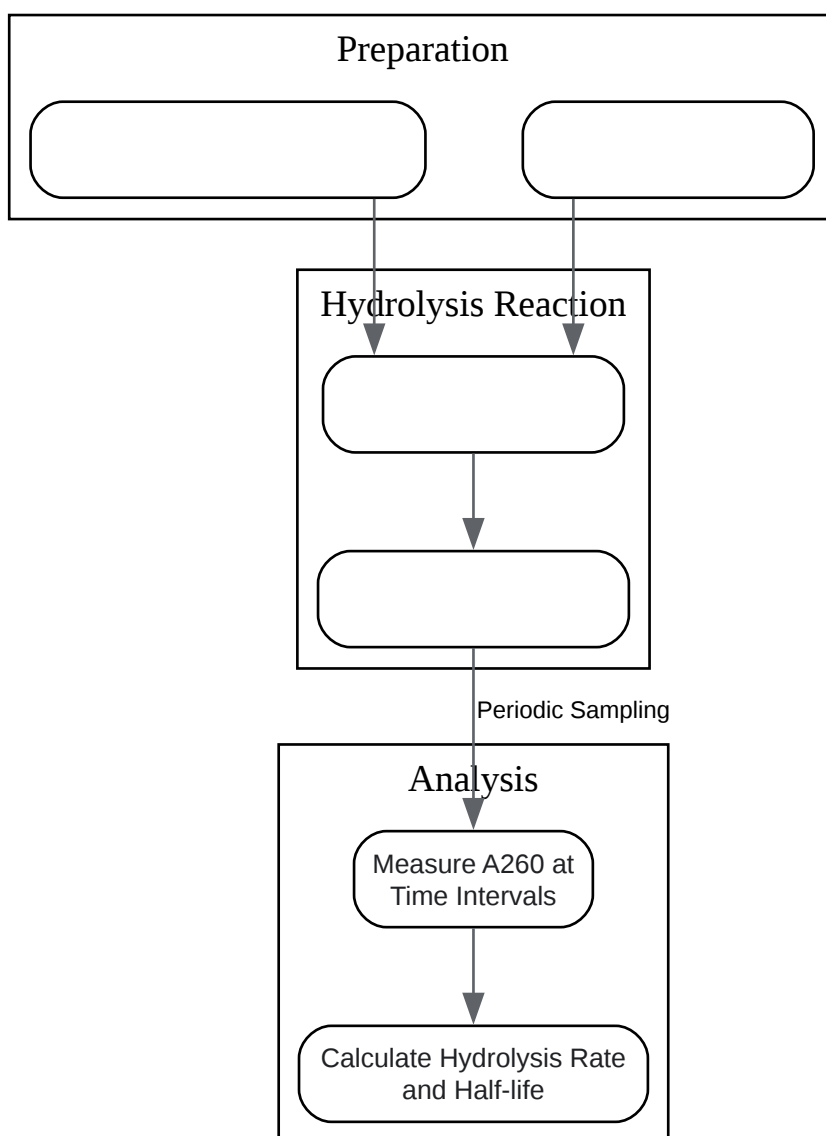 Preparation
Hydrolysis Reaction
Periodic Sampling
Analysis
Measure A260 at
Time Intervals
Calculate Hydrolysis Rate
and Half-life